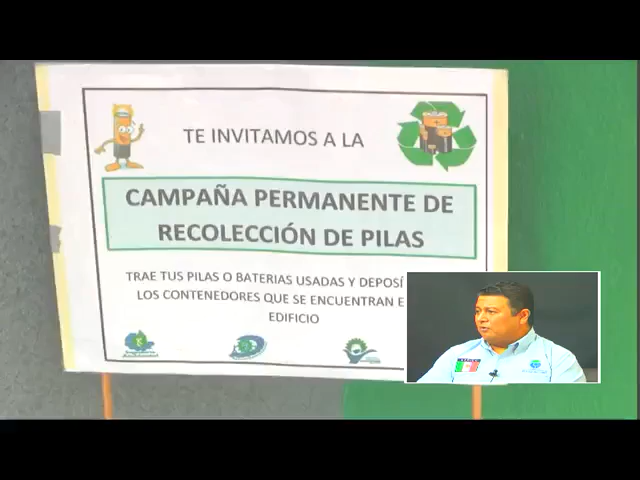 TE INVITAMOS A LA
CAMPAÑA PERMANENTE DE
RECOLECCIÓN DE PILAS
TRAE TUS PILAS O BATERIAS USADAS Y DEPOSÍ
LOS CONTENEDORES QUE SE ENCUENTRAN E
EDIFICIO